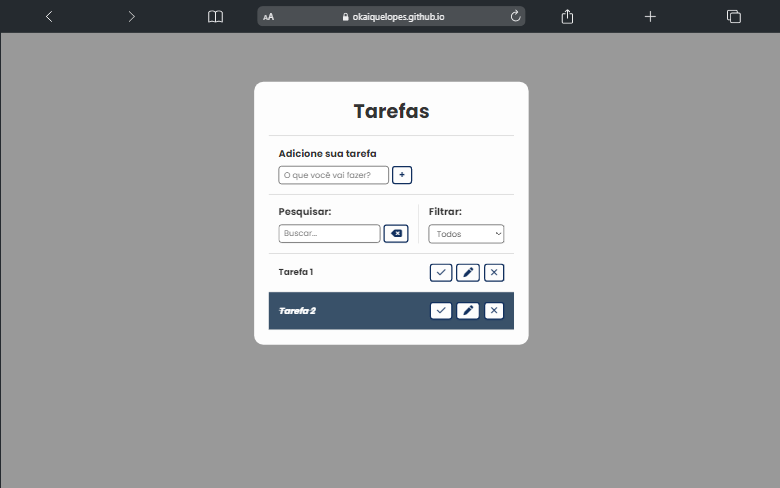 AA okaiquelopes.github.io
Tarefas
Adicione sua tarefa
O que você vai fazer? +
Pesquisar: Filtrar:
Buscar... Todos
Tarefa 1
Tarefa 2